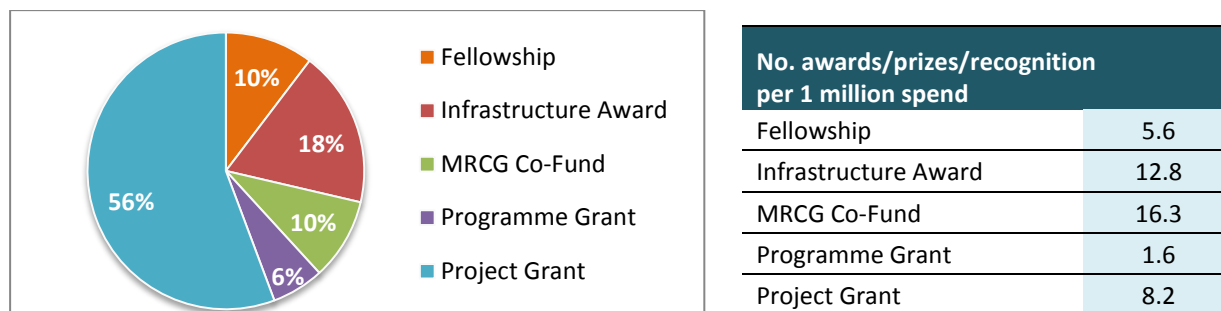 10%
18%
10%
6%
56%
Fellowship
Infrastructure Award
MRCG Co-Fund
Programme Grant
Project Grant
No. awards/prizes/recognition
per 1 million spend
Fellowship 5.6
Infrastructure Award 12.8
MRCG Co-Fund 16.3
Programme Grant 1.6
Project Grant 8.2